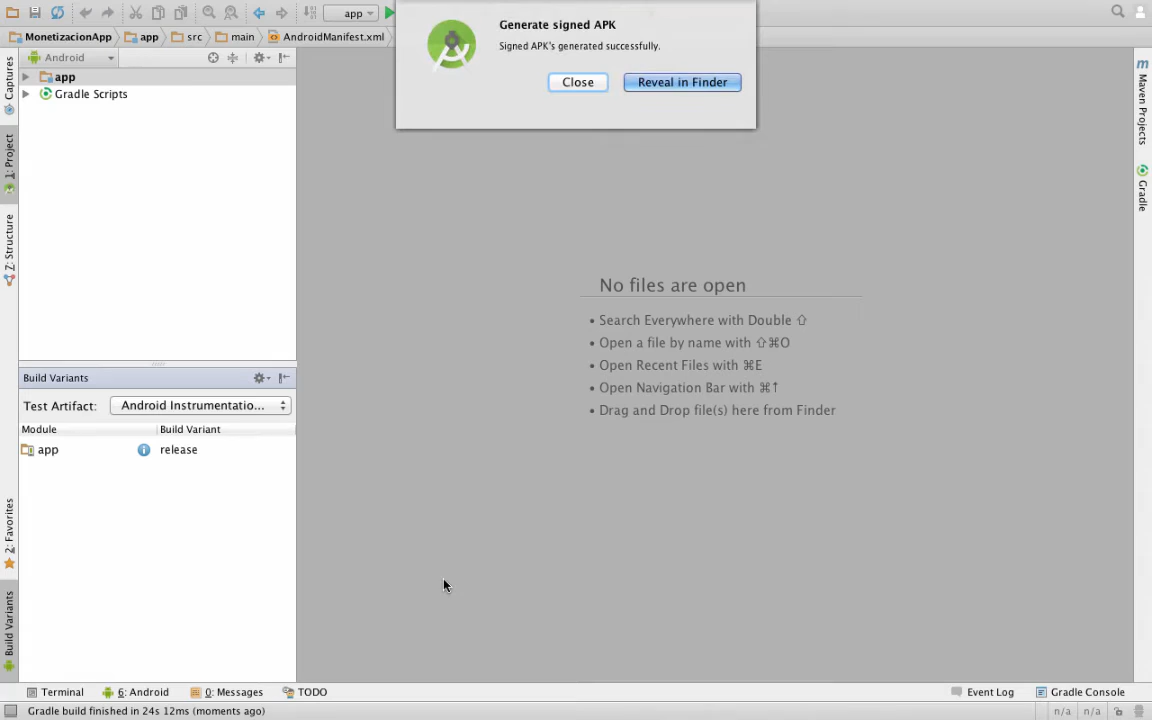 app
Generate signed APK
Signed APK's generated successfully.
Close
Reveal in Finder
MonetizacionApp
app
src
main
AndroidManifest.xml
Android
app
Gradle Scripts
Captures
1: Project
Z: Structure
2: Favorites
Build Variants
Maven Projects
Gradle
No files are open
• Search Everywhere with Double ⇧
• Open a file by name with ⇧⌘O
• Open Recent Files with ⌘E
• Open Navigation Bar with ⌘↑
• Drag and Drop file(s) here from Finder
Build Variants
Test Artifact:
Android Instrumentatio...
Module
Build Variant
app
release
Terminal
6: Android
0: Messages
TODO
Event Log
Gradle Console
Gradle build finished in 24s 12ms (moments ago)
n/a
n/a